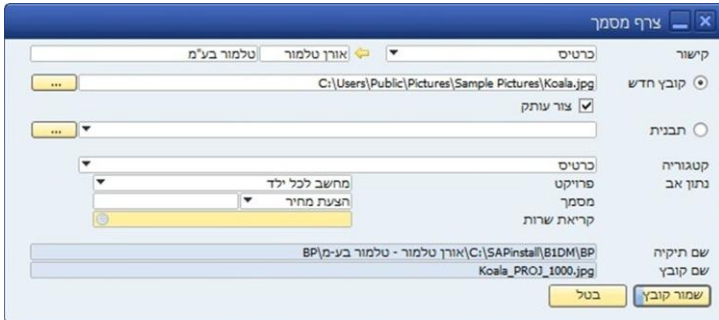 צרף מסמך
קישור כרטיס אורן טלמור טלמור בע"מ
קובץ חדש C:\Users\Public\Pictures\Sample Pictures\Koala.jpg ...
צור עותק
תבנית ...
קטגוריה כרטיס
נתון אב פרויקט מחשב לכל ילד
מסמך הצעת מחיר
קריאת שרות
שם תיקיה C:\SAPinstall\B1DM\BP\אורן טלמור - טלמור בע-מ\BP
שם קובץ Koala_PROJ_1000.jpg
שמור קובץ בטל